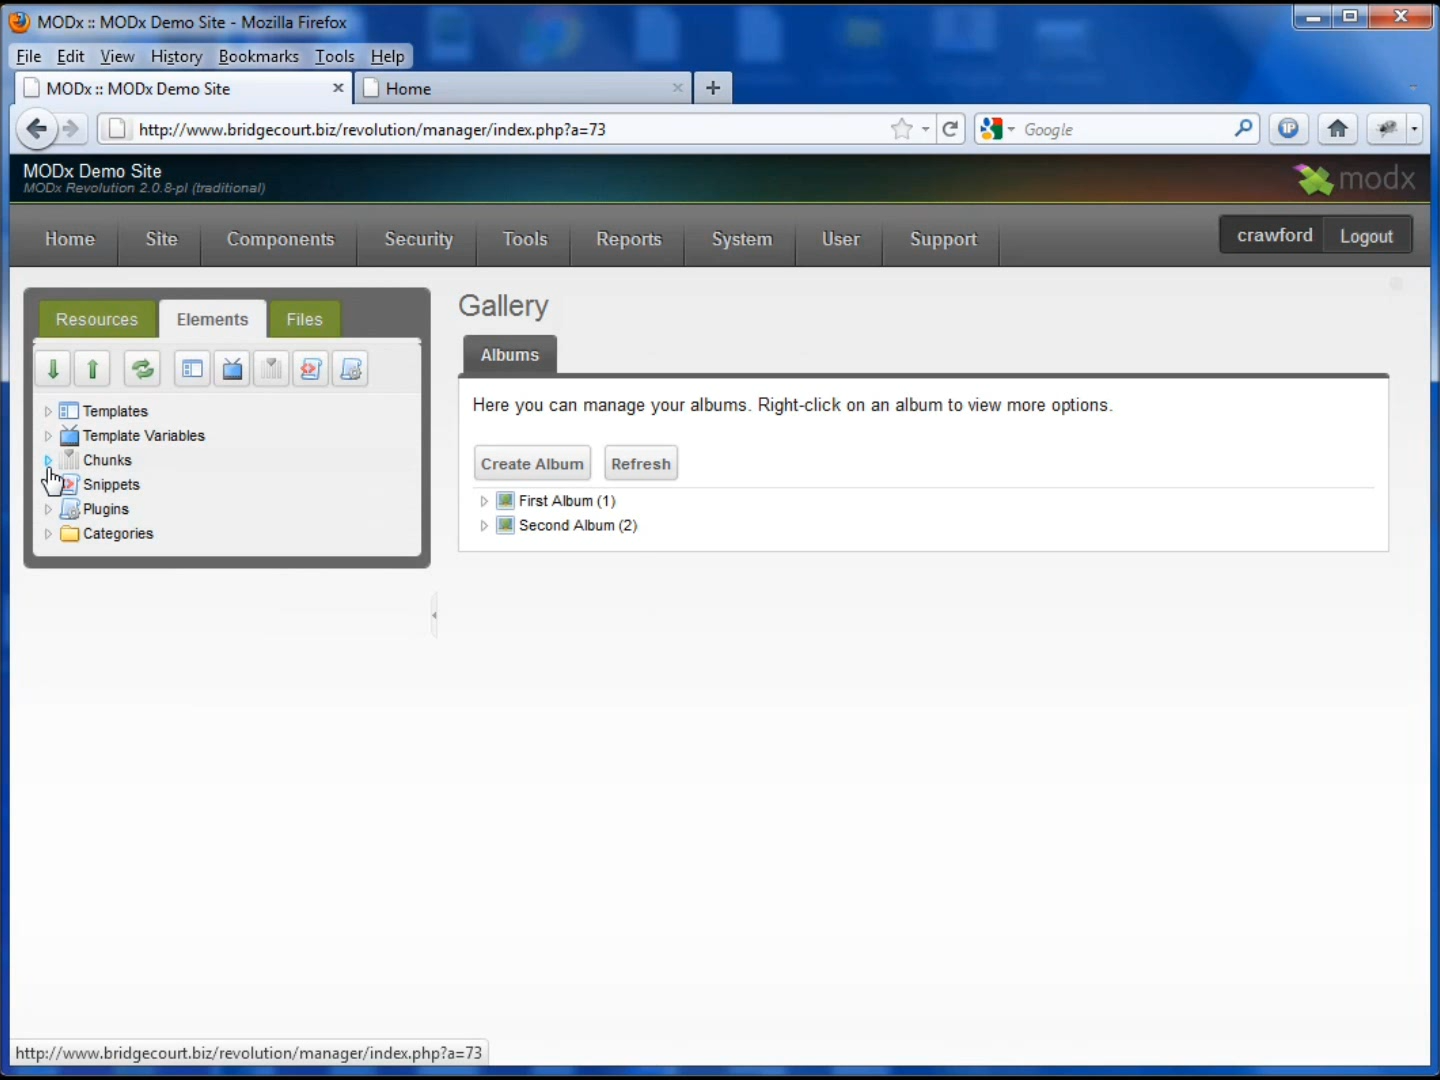 MODx :: MODx Demo Site - Mozilla Firefox
File Edit View History Bookmarks Tools Help
MODx :: MODx Demo Site
Home
http://www.bridgecourt.biz/revolution/manager/index.php?a=73
Google
MODx Demo Site
MODx Revolution 2.0.8-pl (traditional)
modx
Home Site Components Security Tools Reports System User Support
crawford Logout
Resources Elements Files
Templates
Template Variables
Chunks
Snippets
Plugins
Categories
Gallery
Albums
Here you can manage your albums. Right-click on an album to view more options.
Create Album Refresh
First Album (1)
Second Album (2)
http://www.bridgecourt.biz/revolution/manager/index.php?a=73